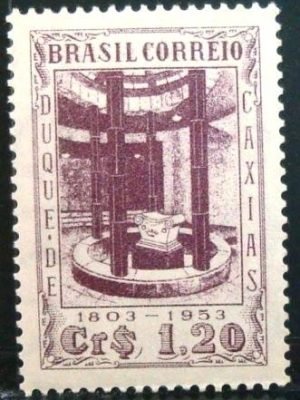 BRASIL CORREIO
DUQUE·DE
CAXIAS
1803 - 1953
Cr$ 1,20